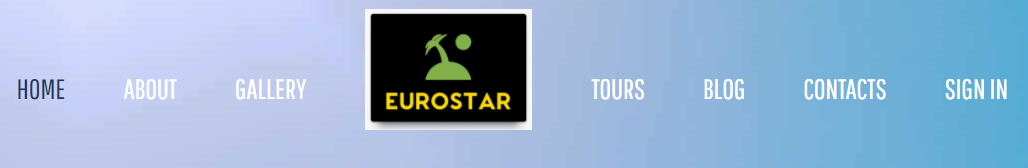 HOME ABOUT GALLERY EUROSTAR TOURS BLOG CONTACTS SIGN IN